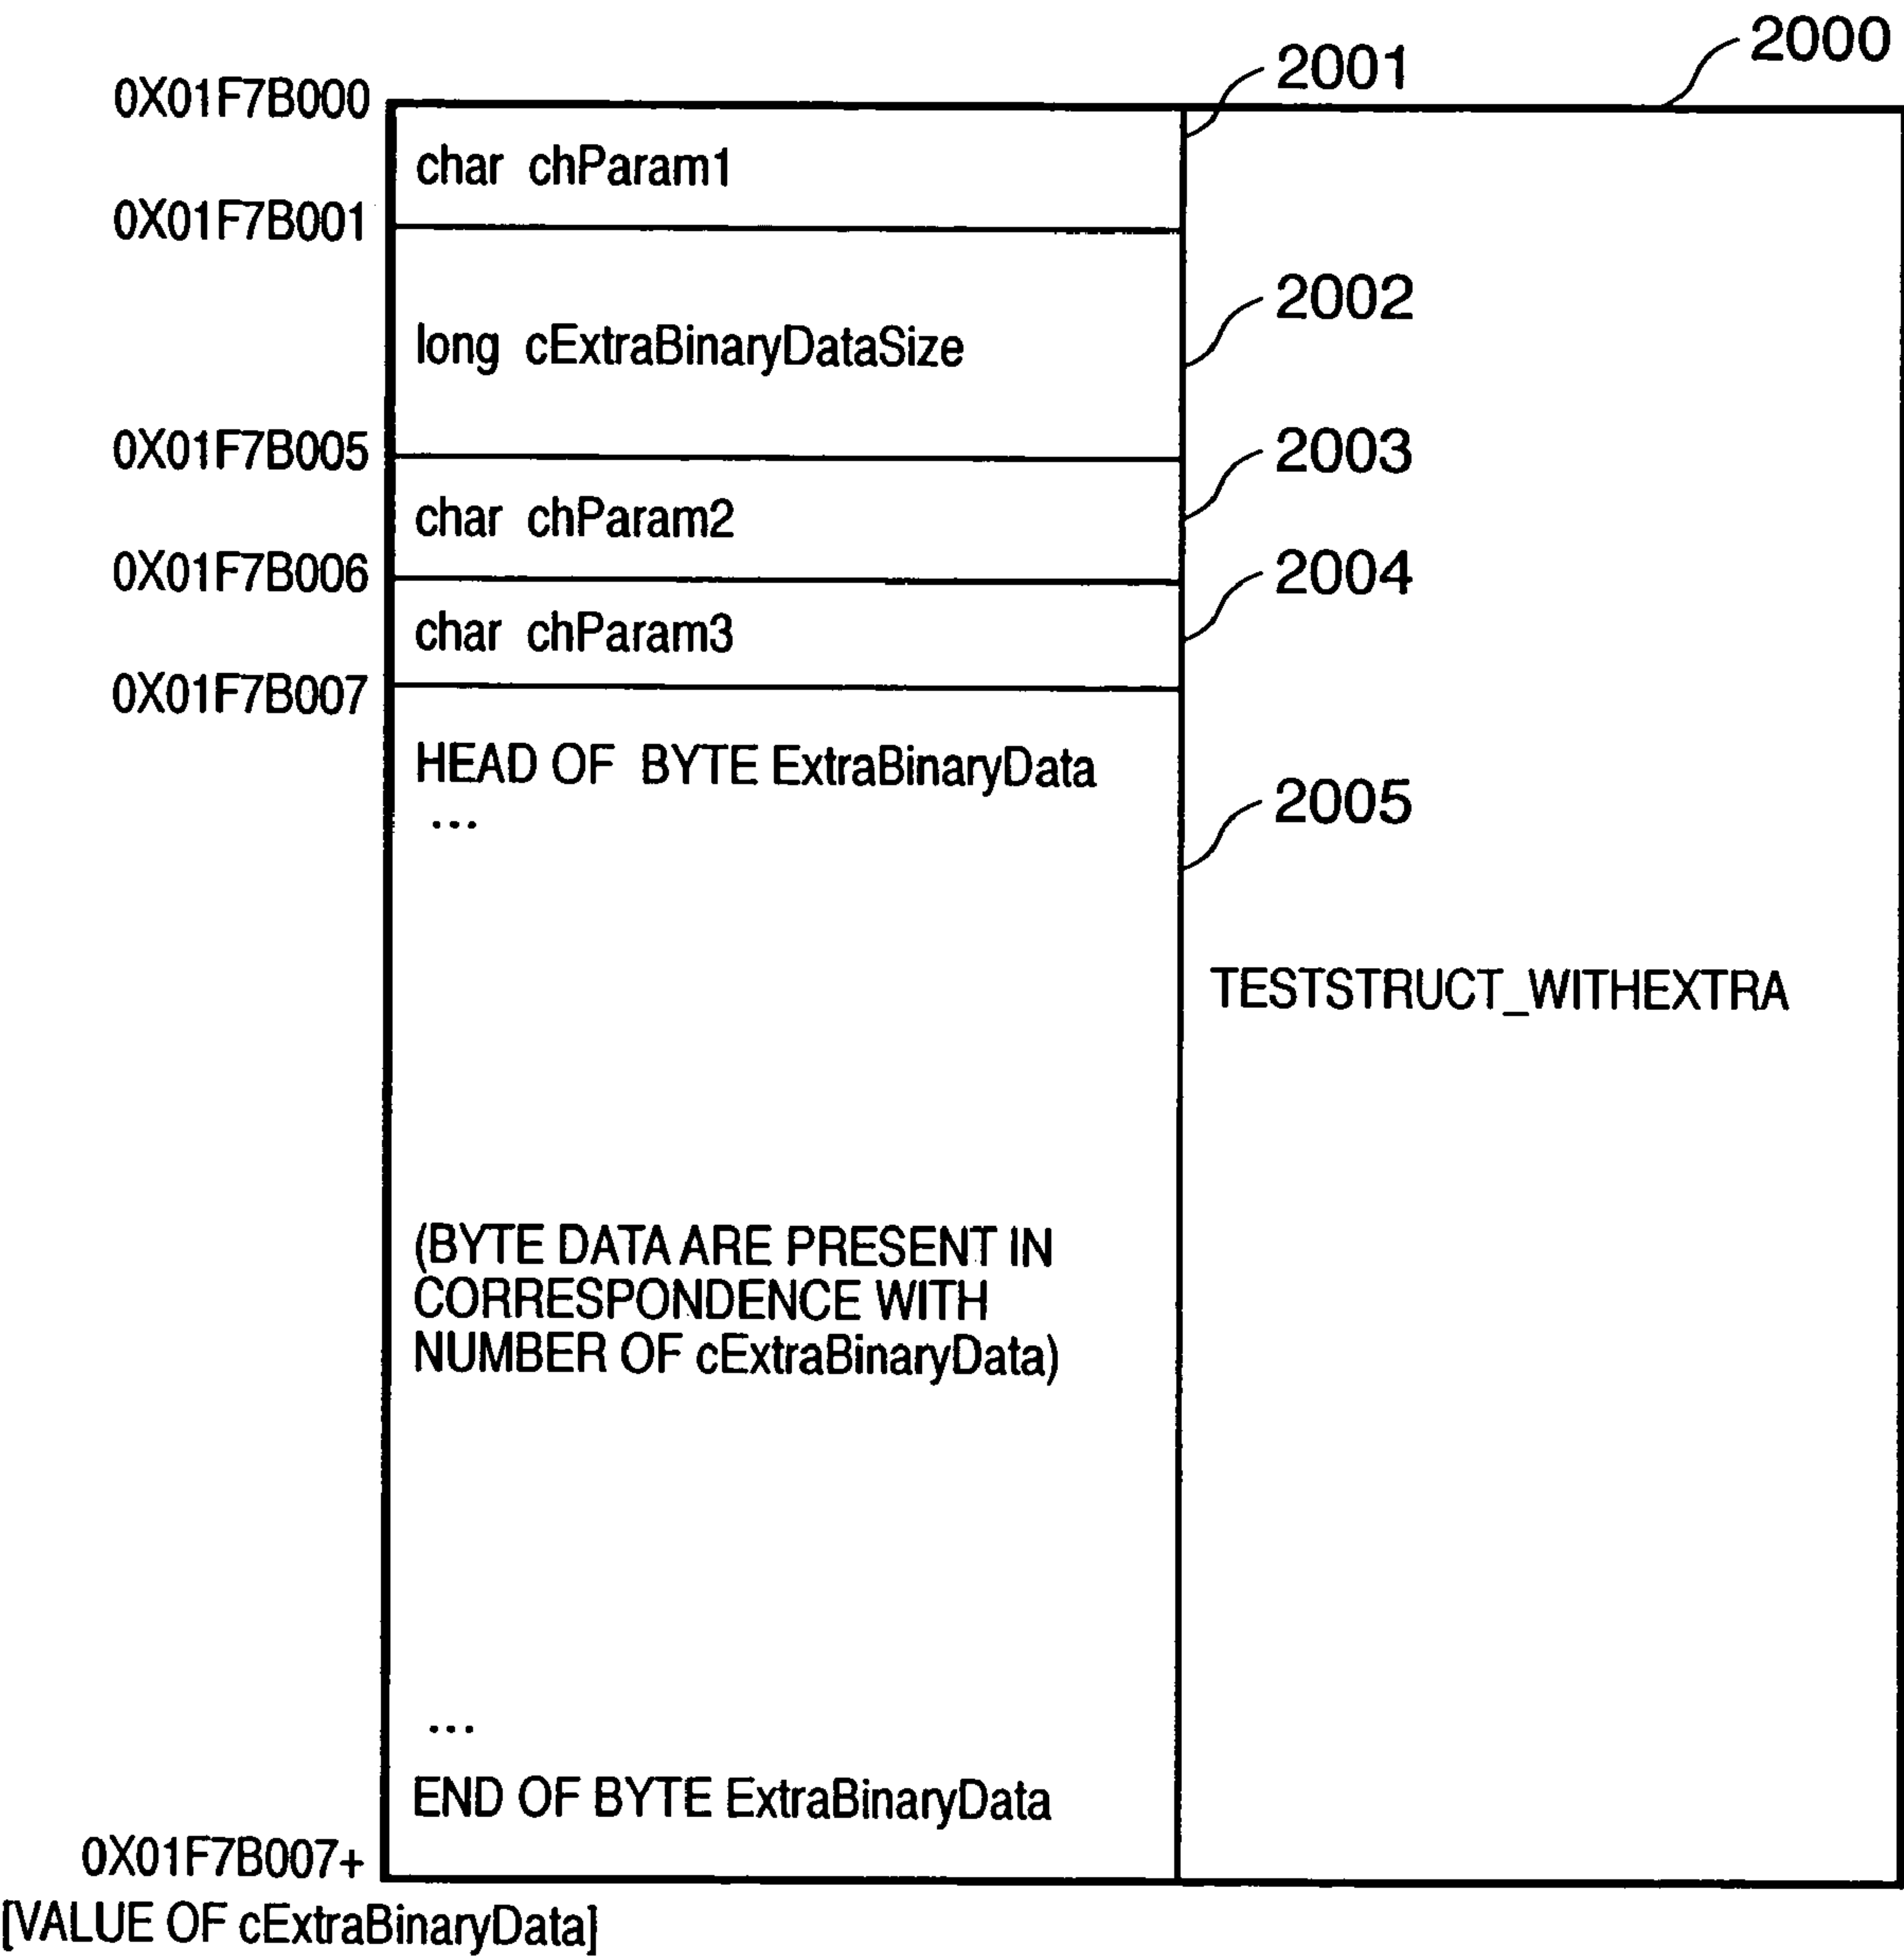 2000
2001
0X01F7B000
char chParam1
0X01F7B001
2002
long cExtraBinaryDataSize
0X01F7B005
2003
char chParam2
0X01F7B006
2004
char chParam3
0X01F7B007
HEAD OF BYTE ExtraBinaryData
...
2005
TESTSTRUCT_WITHEXTRA
(BYTE DATA ARE PRESENT IN
CORRESPONDENCE WITH
NUMBER OF cExtraBinaryData)
...
END OF BYTE ExtraBinaryData
0X01F7B007+
[VALUE OF cExtraBinaryData]